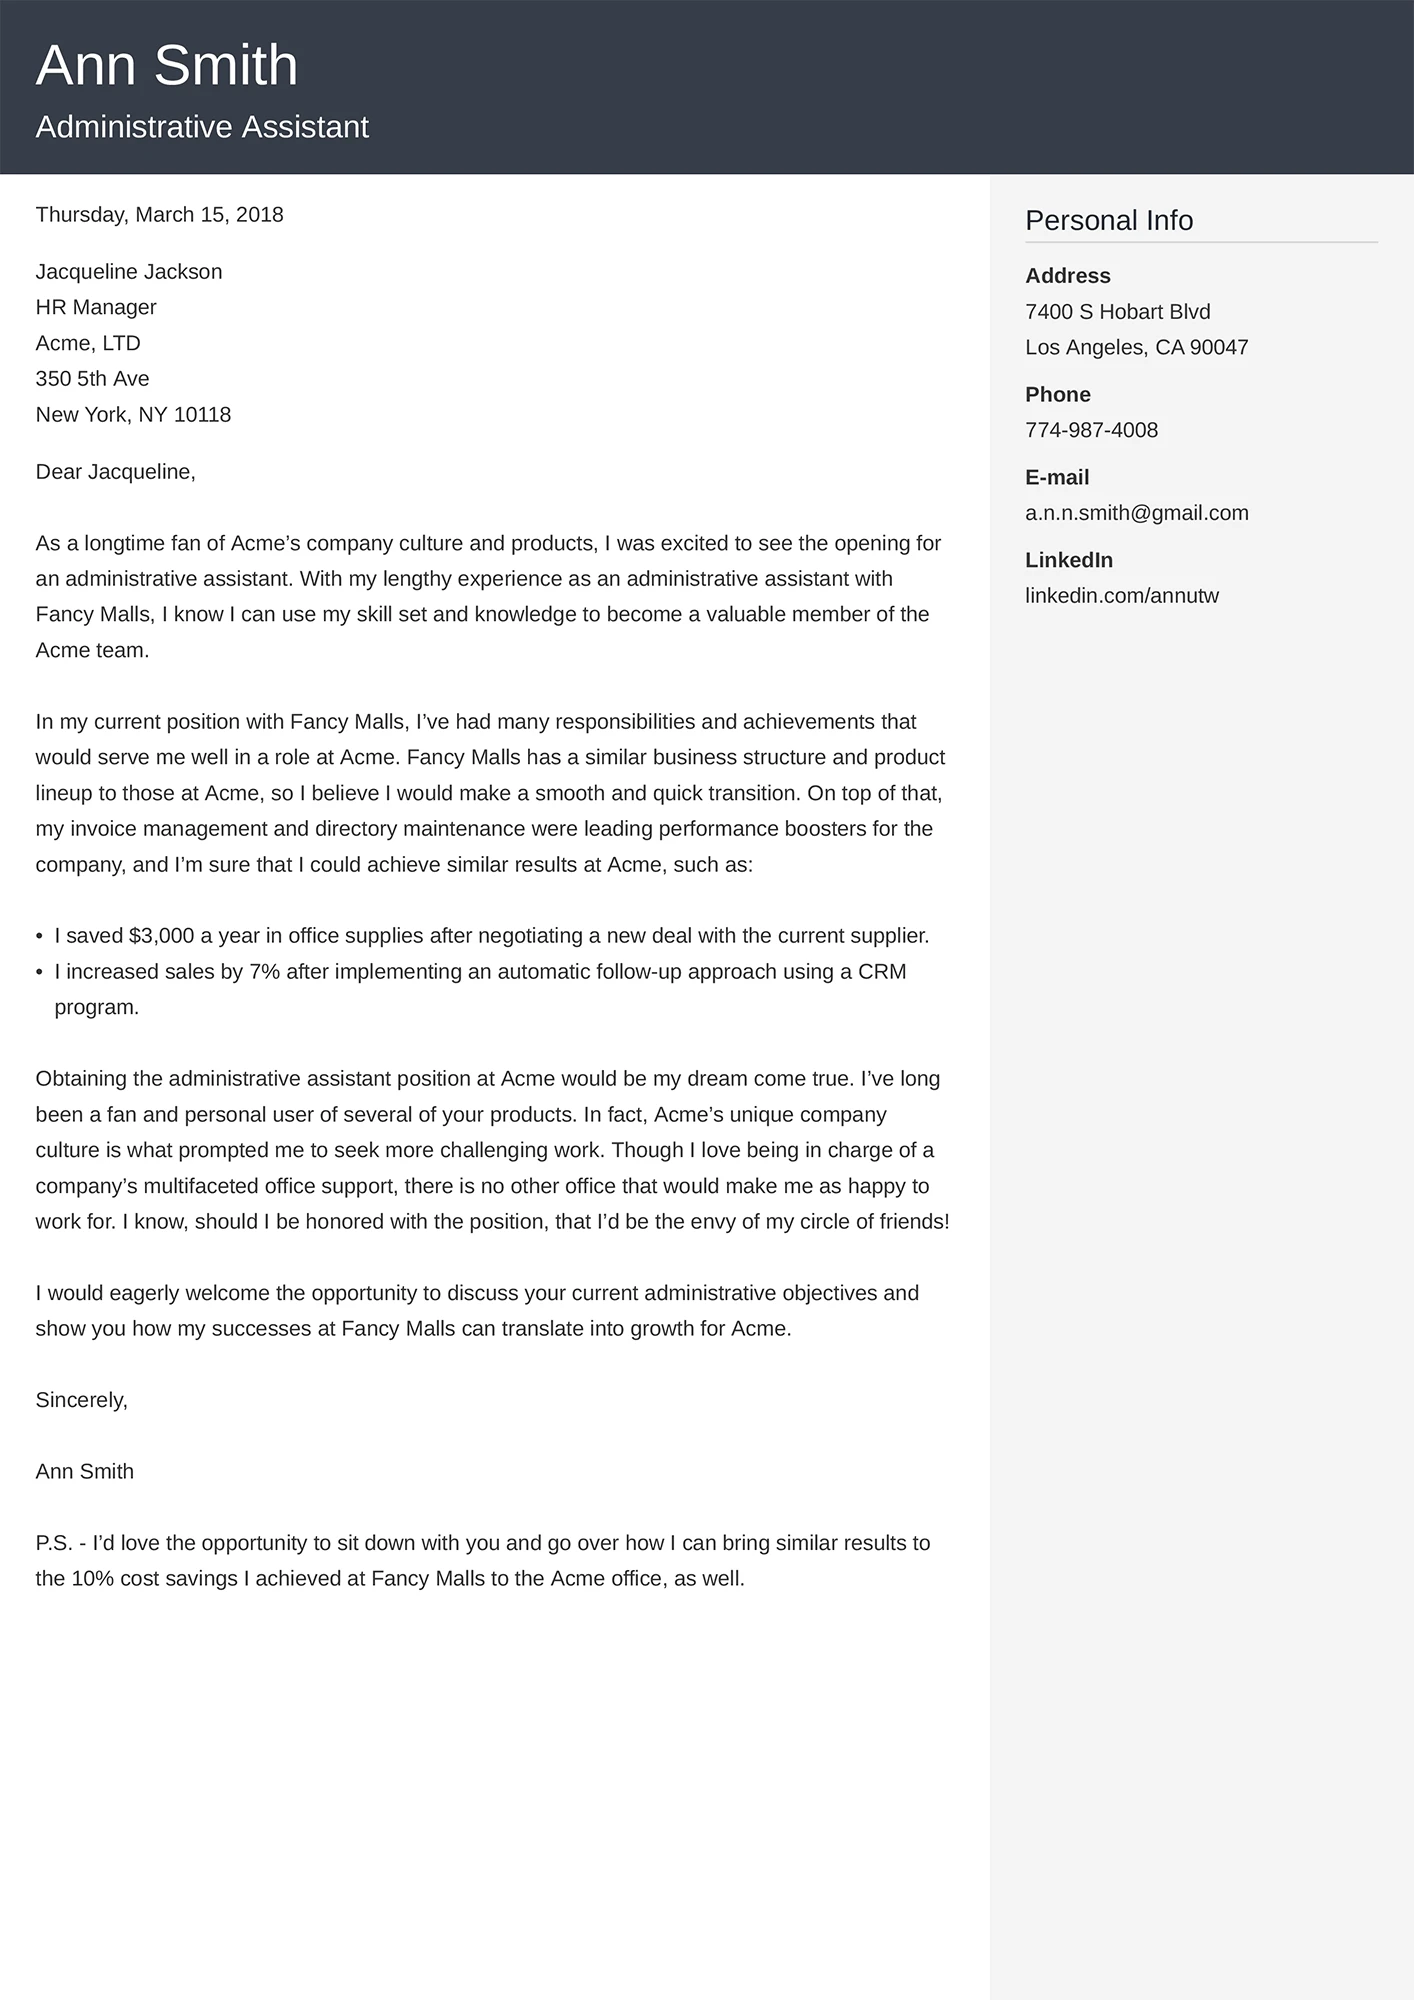 Ann Smith
Administrative Assistant
Thursday, March 15, 2018
Jacqueline Jackson
HR Manager
Acme, LTD
350 5th Ave
New York, NY 10118
Dear Jacqueline,
As a longtime fan of Acme’s company culture and products, I was excited to see the opening for
an administrative assistant. With my lengthy experience as an administrative assistant with
Fancy Malls, I know I can use my skill set and knowledge to become a valuable member of the
Acme team.
In my current position with Fancy Malls, I’ve had many responsibilities and achievements that
would serve me well in a role at Acme. Fancy Malls has a similar business structure and product
lineup to those at Acme, so I believe I would make a smooth and quick transition. On top of that,
my invoice management and directory maintenance were leading performance boosters for the
company, and I’m sure that I could achieve similar results at Acme, such as:
• I saved $3,000 a year in office supplies after negotiating a new deal with the current supplier.
• I increased sales by 7% after implementing an automatic follow-up approach using a CRM
program.
Obtaining the administrative assistant position at Acme would be my dream come true. I’ve long
been a fan and personal user of several of your products. In fact, Acme’s unique company
culture is what prompted me to seek more challenging work. Though I love being in charge of a
company’s multifaceted office support, there is no other office that would make me as happy to
work for. I know, should I be honored with the position, that I’d be the envy of my circle of friends!
I would eagerly welcome the opportunity to discuss your current administrative objectives and
show you how my successes at Fancy Malls can translate into growth for Acme.
Sincerely,
Ann Smith
P.S. - I’d love the opportunity to sit down with you and go over how I can bring similar results to
the 10% cost savings I achieved at Fancy Malls to the Acme office, as well.
Personal Info
Address
7400 S Hobart Blvd
Los Angeles, CA 90047
Phone
774-987-4008
E-mail
a.n.n.smith@gmail.com
LinkedIn
linkedin.com/annutw